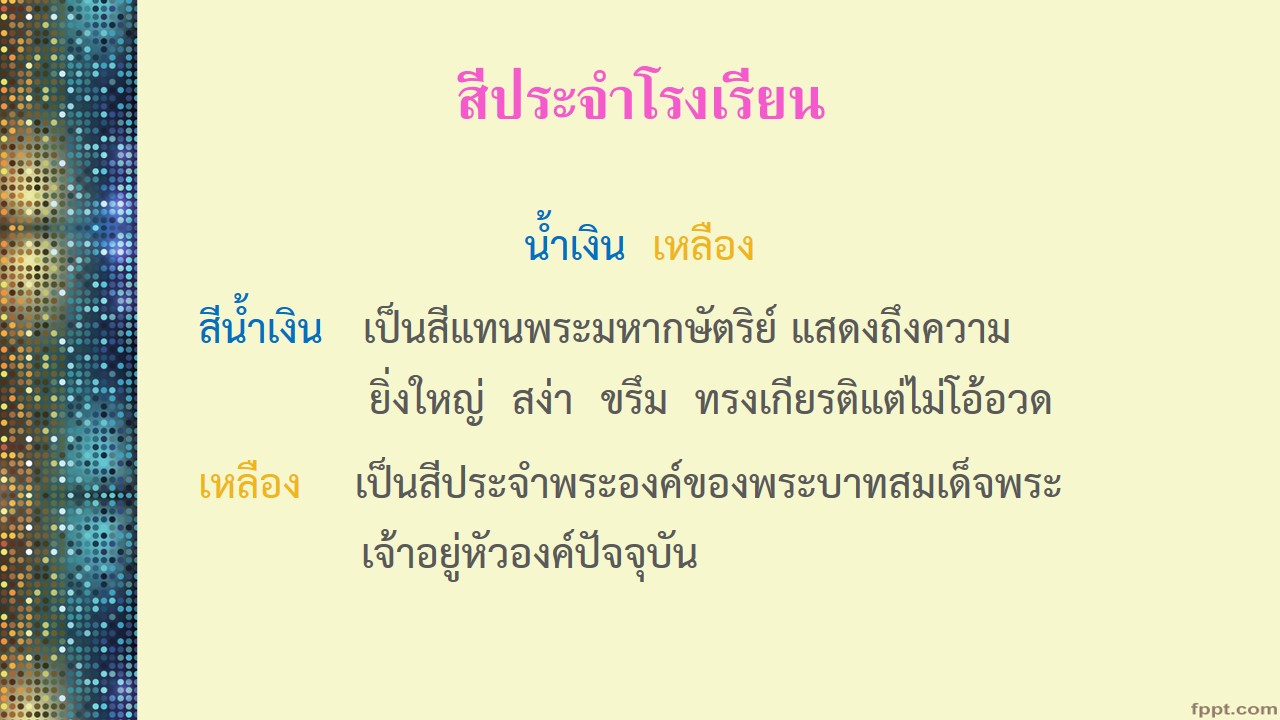 สีประจำโรงเรียน
น้ำเงิน เหลือง
สีน้ำเงิน เป็นสีแทนพระมหากษัตริย์ แสดงถึงความ
ยิ่งใหญ่ สง่า ขรึม ทรงเกียรติแต่ไม่โอ้อวด
เหลือง เป็นสีประจำพระองค์ของพระบาทสมเด็จพระ
เจ้าอยู่หัวองค์ปัจจุบัน
fppt.com